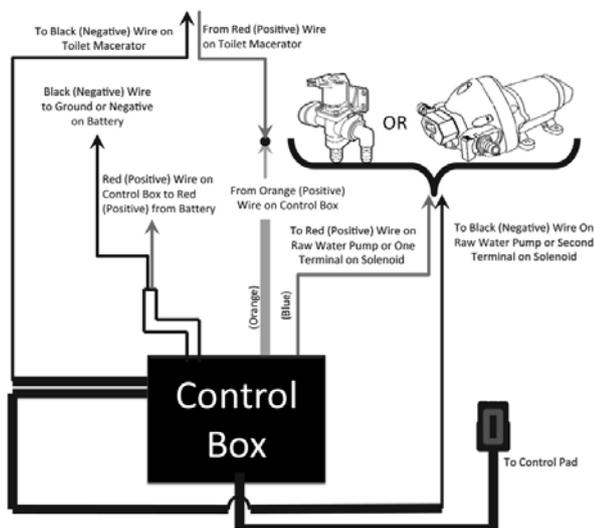 To Black (Negative) Wire on
Toilet Macerator
From Red (Positive) Wire
on Toilet Macerator
Black (Negative) Wire
to Ground or Negative
on Battery
OR
Red (Positive) Wire on
Control Box to Red
(Positive) from Battery
From Orange (Positive)
Wire on Control Box
To Red (Positive) Wire on
Raw Water Pump or One
Terminal on Solenoid
To Black (Negative) Wire On
Raw Water Pump or Second
Terminal on Solenoid
(Orange)
(Blue)
Control
Box
To Control Pad